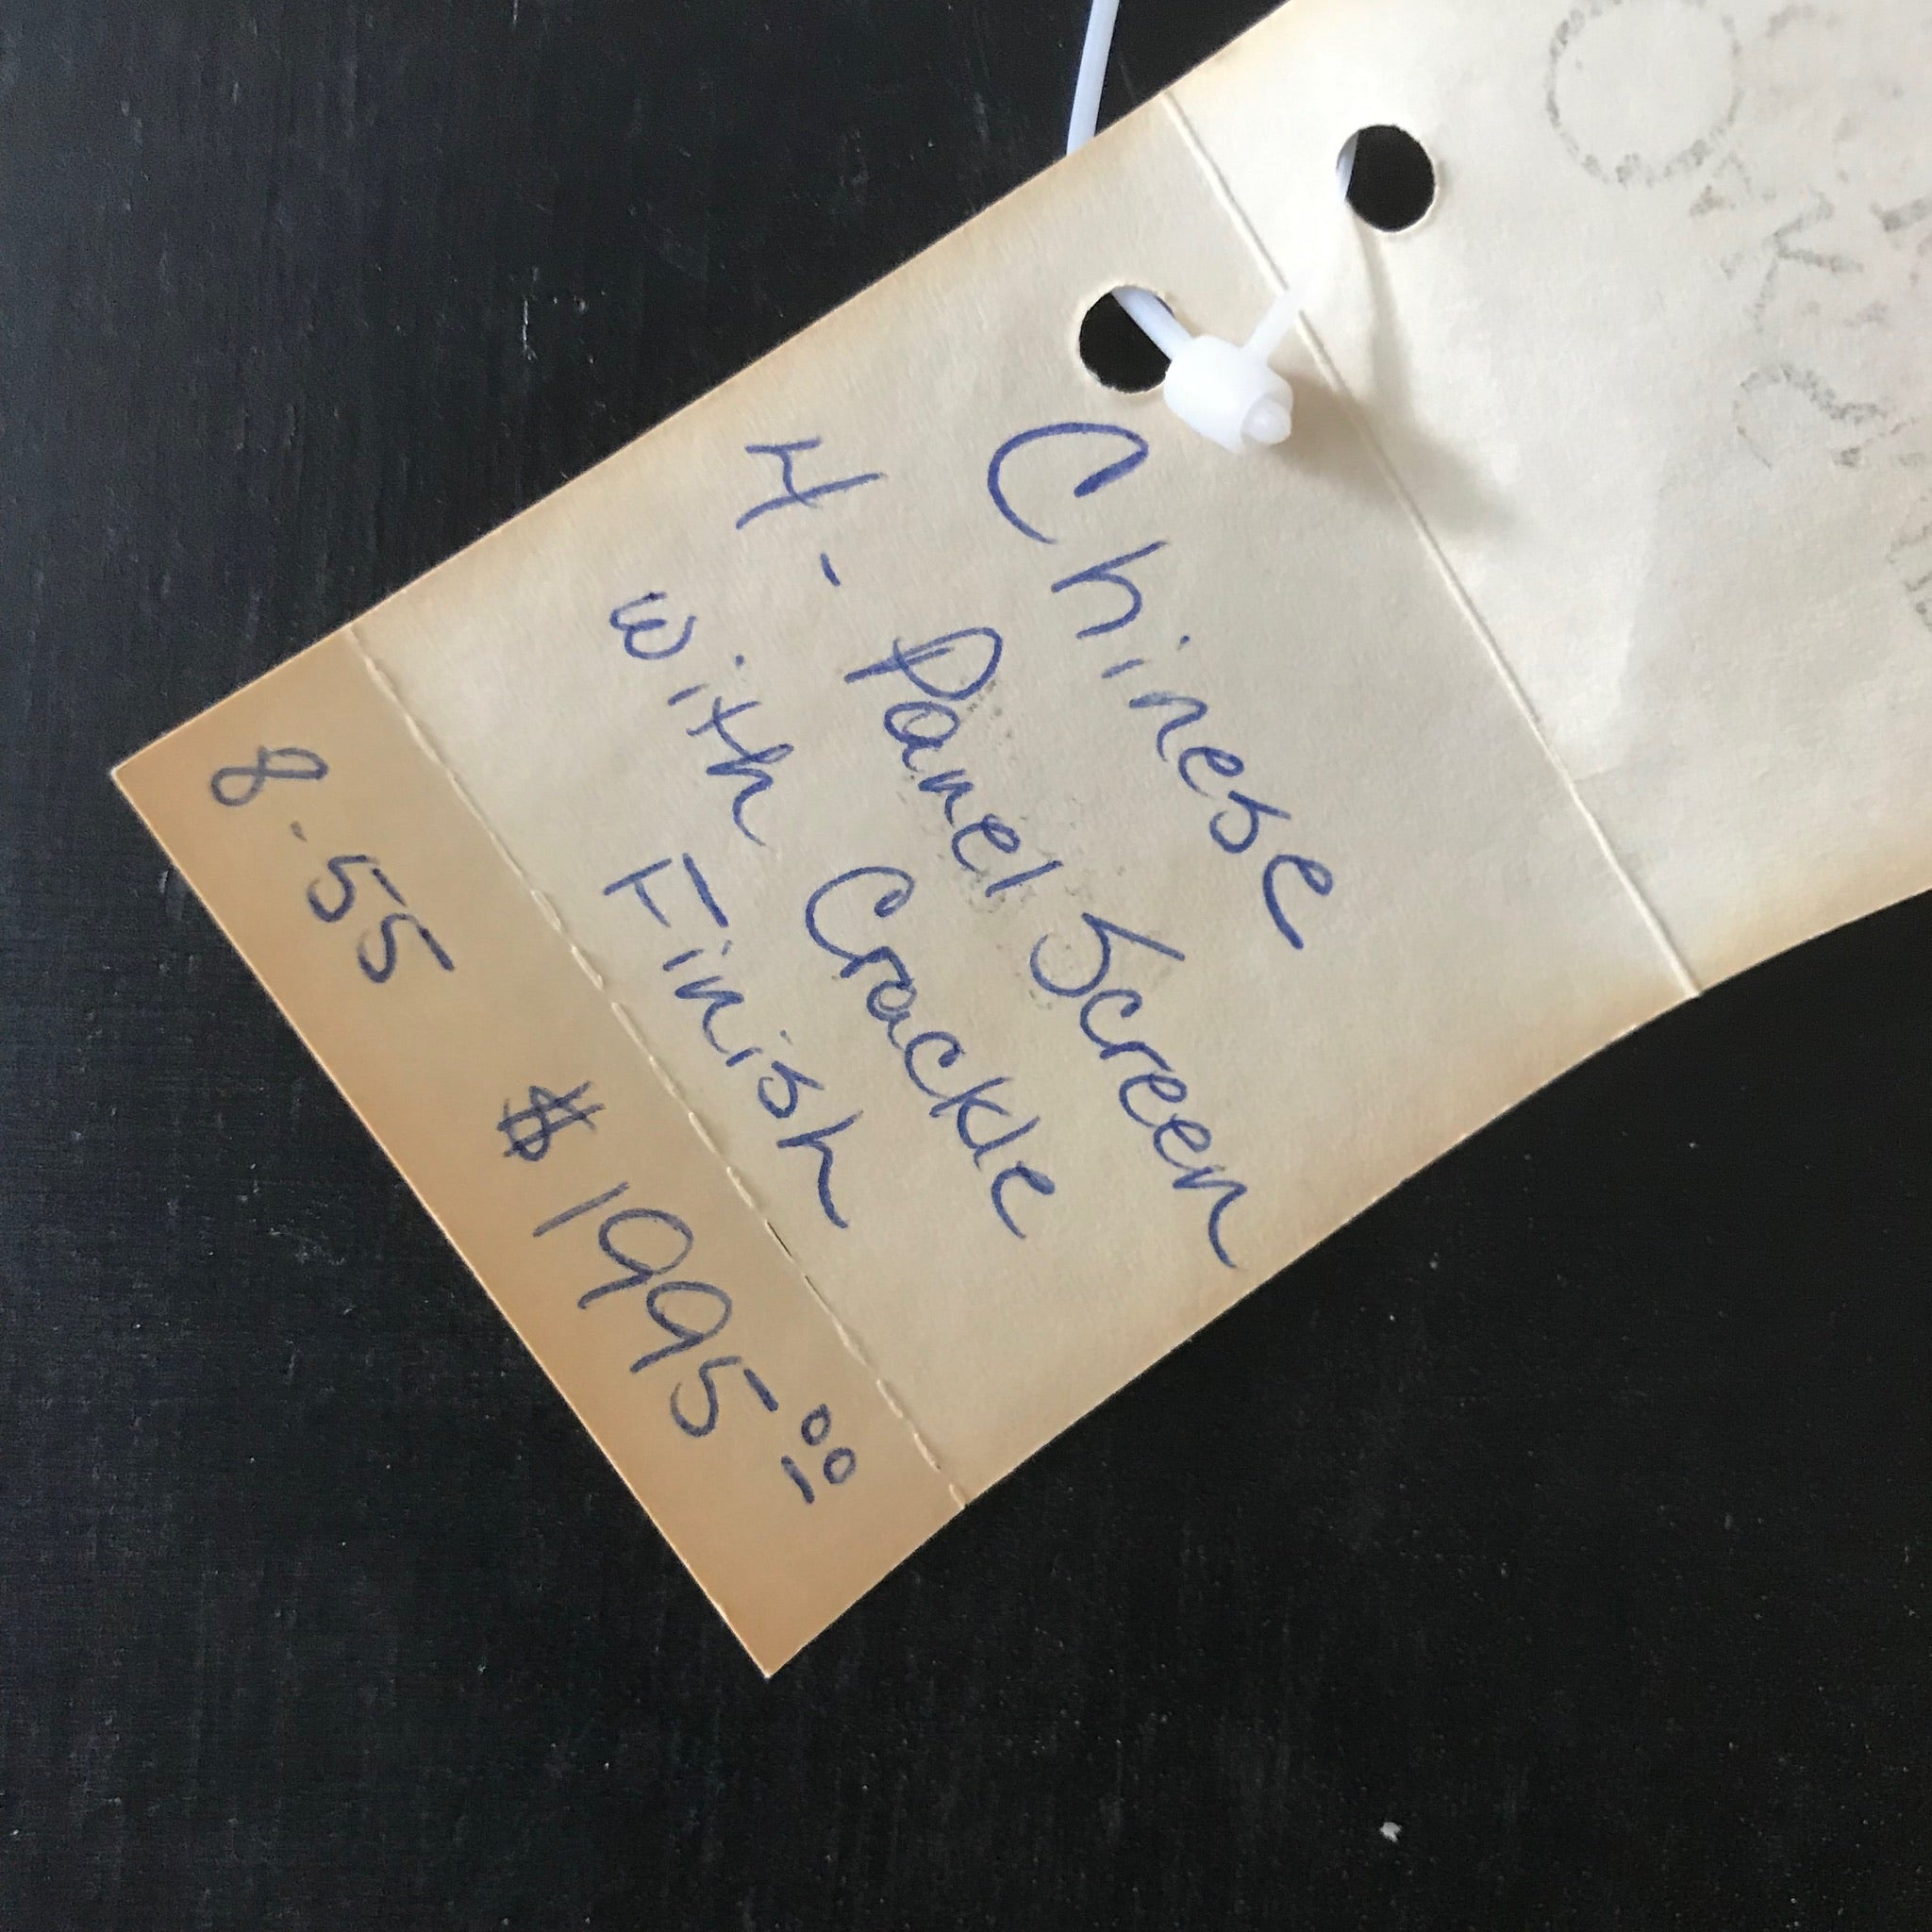 Chinese
4-Panel Screen
with Crackle
Finish
8-55 $1995.00